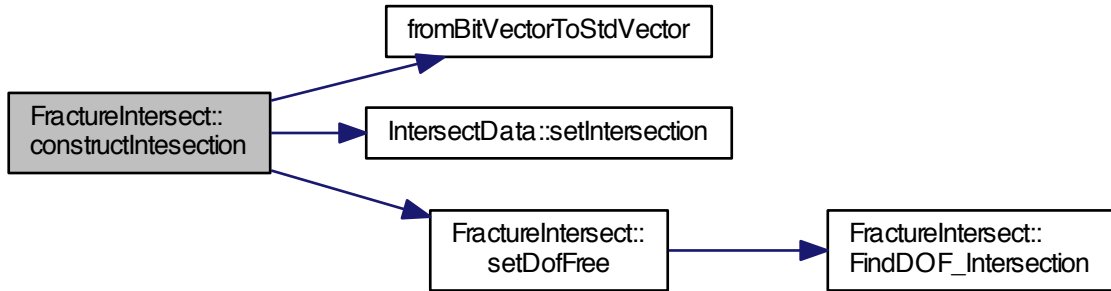 fromBitVectorToStdVector
FractureIntersect::
constructIntesection
IntersectData::setIntersection
FractureIntersect::
setDofFree
FractureIntersect::
FindDOF_Intersection